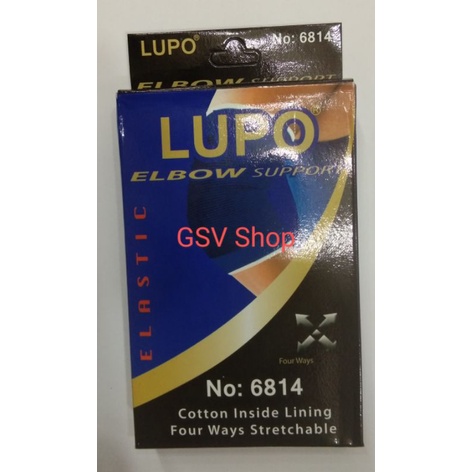 LUPO®
No: 6814
ELBOW SUPPORT
LUPO®
ELBOW SUPPORT
ELASTIC
GSV Shop
Four Ways
No: 6814
Cotton Inside Lining
Four Ways Stretchable